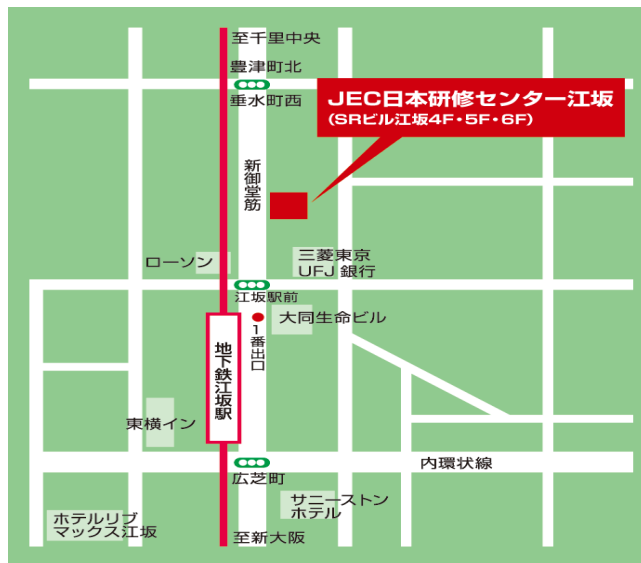 至千里中央
豊津町北
垂水町西
JEC日本研修センター江坂
(SRビル江坂4F・5F・6F)
新御堂筋
ローソン
三菱東京
UFJ 銀行
江坂駅前
大同生命ビル
1番出口
地下鉄江坂駅
東横イン
内環状線
広芝町
サニーストン
ホテル
ホテルリブ
マックス江坂
至新大阪